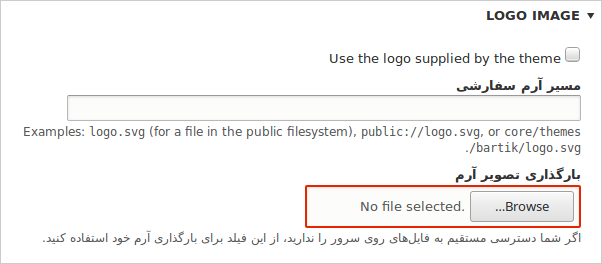 LOGO IMAGE
Use the logo supplied by the theme
مسیر آرم سفارشی
Examples: logo.svg (for a file in the public filesystem), public://logo.svg, or core/themes
./bartik/logo.svg
بارگذاری تصویر آرم
...Browse No file selected.
اگر شما دسترسی مستقیم به فایل‌های روی سرور را ندارید، از این فیلد برای بارگذاری آرم خود استفاده کنید.